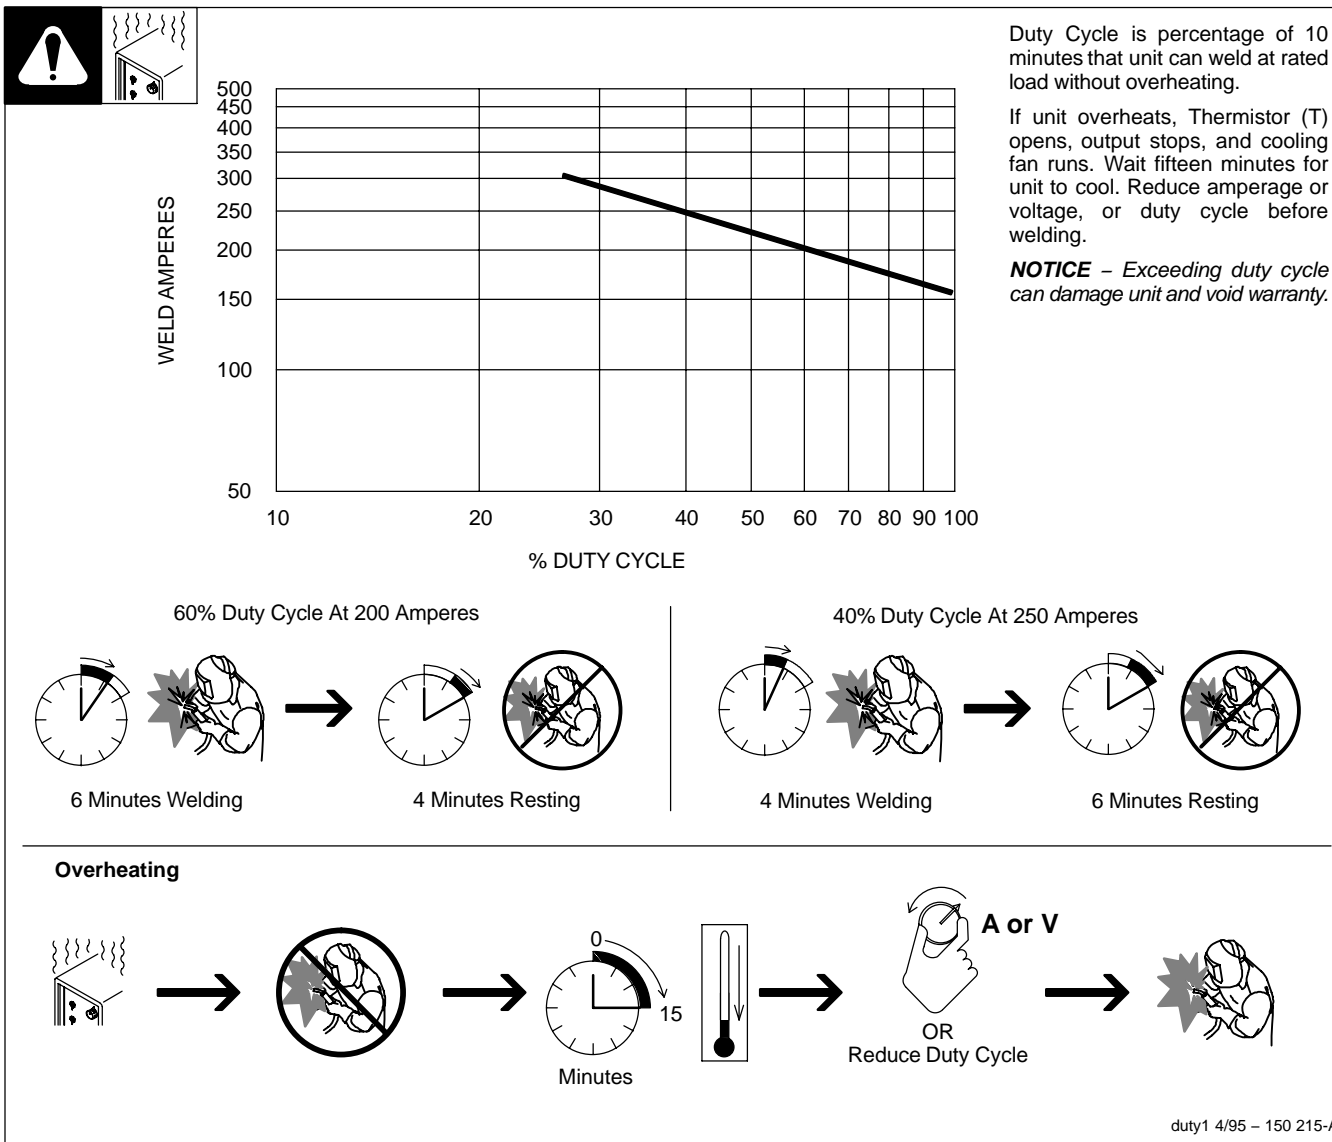 Duty Cycle is percentage of 10
minutes that unit can weld at rated
load without overheating.
If unit overheats, Thermistor (T)
opens, output stops, and cooling
fan runs. Wait fifteen minutes for
unit to cool. Reduce amperage or
voltage, or duty cycle before
welding.
NOTICE – Exceeding duty cycle
can damage unit and void warranty.
WELD AMPERES
500
450
400
350
300
250
200
150
100
50
10 20 30 40 50 60 70 80 90 100
% DUTY CYCLE
60% Duty Cycle At 200 Amperes
6 Minutes Welding
4 Minutes Resting
40% Duty Cycle At 250 Amperes
4 Minutes Welding
6 Minutes Resting
Overheating
0
15
Minutes
A or V
OR
Reduce Duty Cycle
duty1 4/95 – 150 215-A